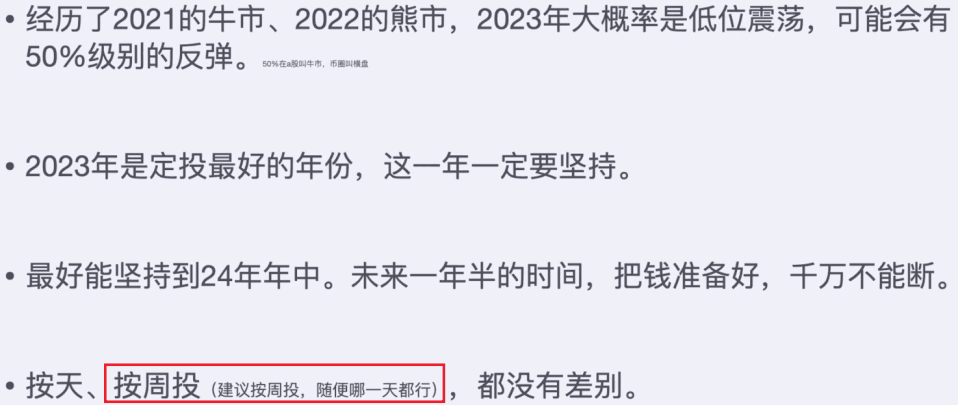 • 经历了2021的牛市、2022的熊市，2023年大概率是低位震荡，可能会有
50%级别的反弹。 50%在a股叫牛市，币圈叫横盘
• 2023年是定投最好的年份，这一年一定要坚持。
• 最好能坚持到24年年中。未来一年半的时间，把钱准备好，千万不能断。
• 按天、按周投（建议按周投，随便哪一天都行），都没有差别。